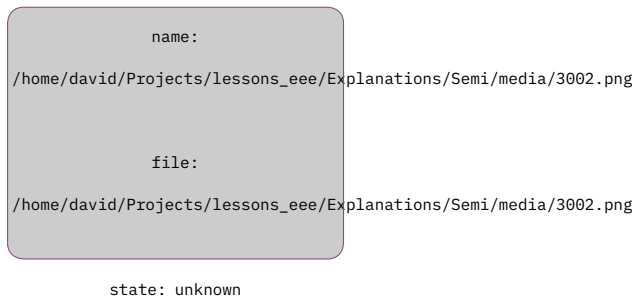 name:
/home/david/Projects/lessons_eee/Explanations/Semi/media/3002.png
file:
/home/david/Projects/lessons_eee/Explanations/Semi/media/3002.png
state: unknown